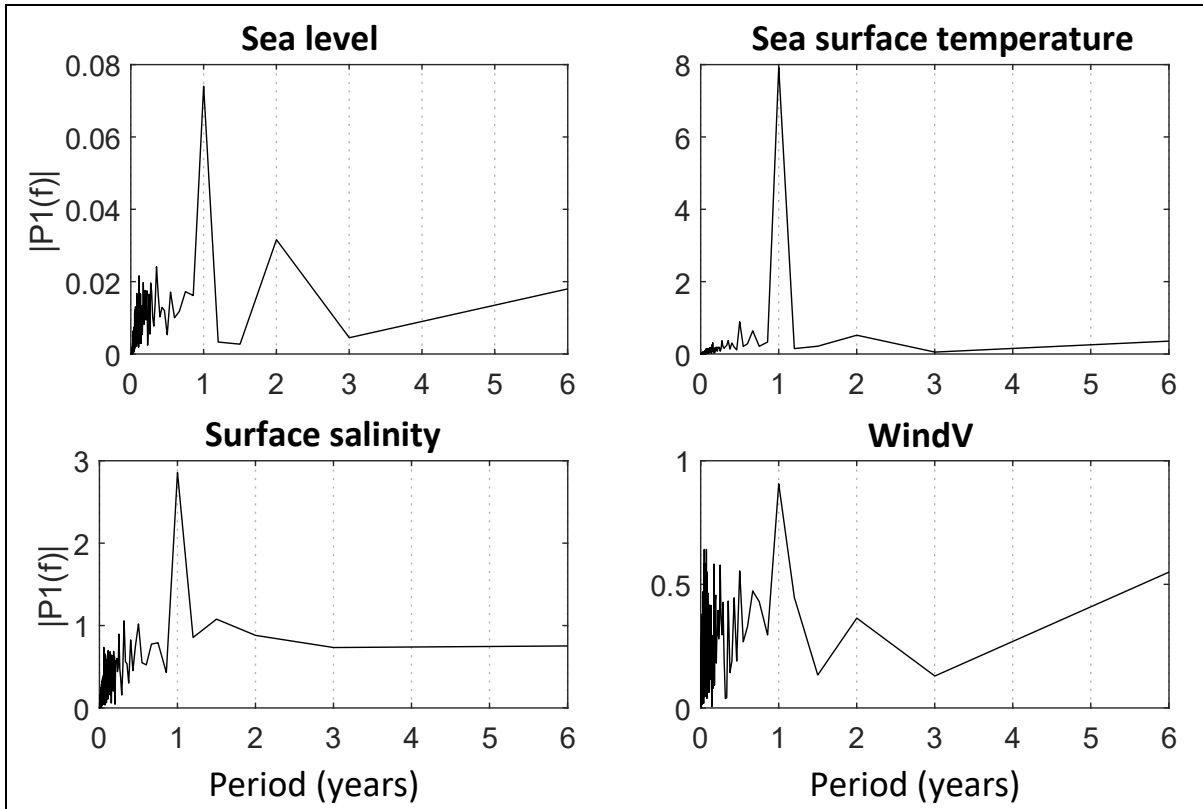 Sea level
0.08
0.06
0.04
0.02
0
|P1(f)|
0 1 2 3 4 5 6
Sea surface temperature
8
6
4
2
0
0 1 2 3 4 5 6
Surface salinity
3
2
1
0
|P1(f)|
0 1 2 3 4 5 6
Period (years)
WindV
1
0.5
0
0 1 2 3 4 5 6
Period (years)